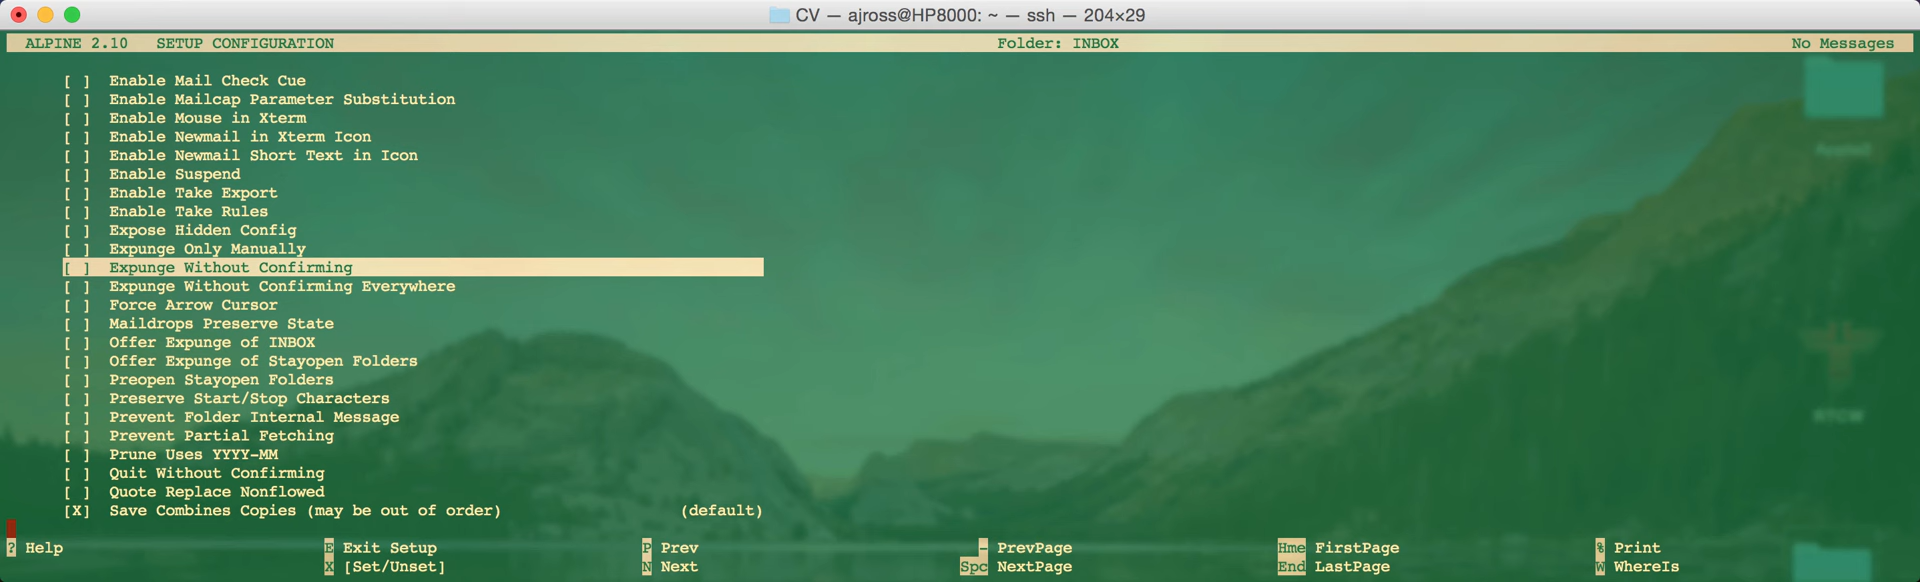 CV — ajross@HP8000: ~ — ssh — 204×29
ALPINE 2.10 SETUP CONFIGURATION Folder: INBOX No Messages
[ ] Enable Mail Check Cue
[ ] Enable Mailcap Parameter Substitution
[ ] Enable Mouse in Xterm
[ ] Enable Newmail in Xterm Icon
[ ] Enable Newmail Short Text in Icon
[ ] Enable Suspend
[ ] Enable Take Export
[ ] Enable Take Rules
[ ] Expose Hidden Config
[ ] Expunge Only Manually
[ ] Expunge Without Confirming
[ ] Expunge Without Confirming Everywhere
[ ] Force Arrow Cursor
[ ] Maildrops Preserve State
[ ] Offer Expunge of INBOX
[ ] Offer Expunge of Stayopen Folders
[ ] Preopen Stayopen Folders
[ ] Preserve Start/Stop Characters
[ ] Prevent Folder Internal Message
[ ] Prevent Partial Fetching
[ ] Prune Uses YYYY-MM
[ ] Quit Without Confirming
[ ] Quote Replace Nonflowed
[X] Save Combines Copies (may be out of order) (default)
? Help E Exit Setup P Prev - PrevPage Hme FirstPage % Print
X [Set/Unset] N Next Spc NextPage End LastPage W WhereIs